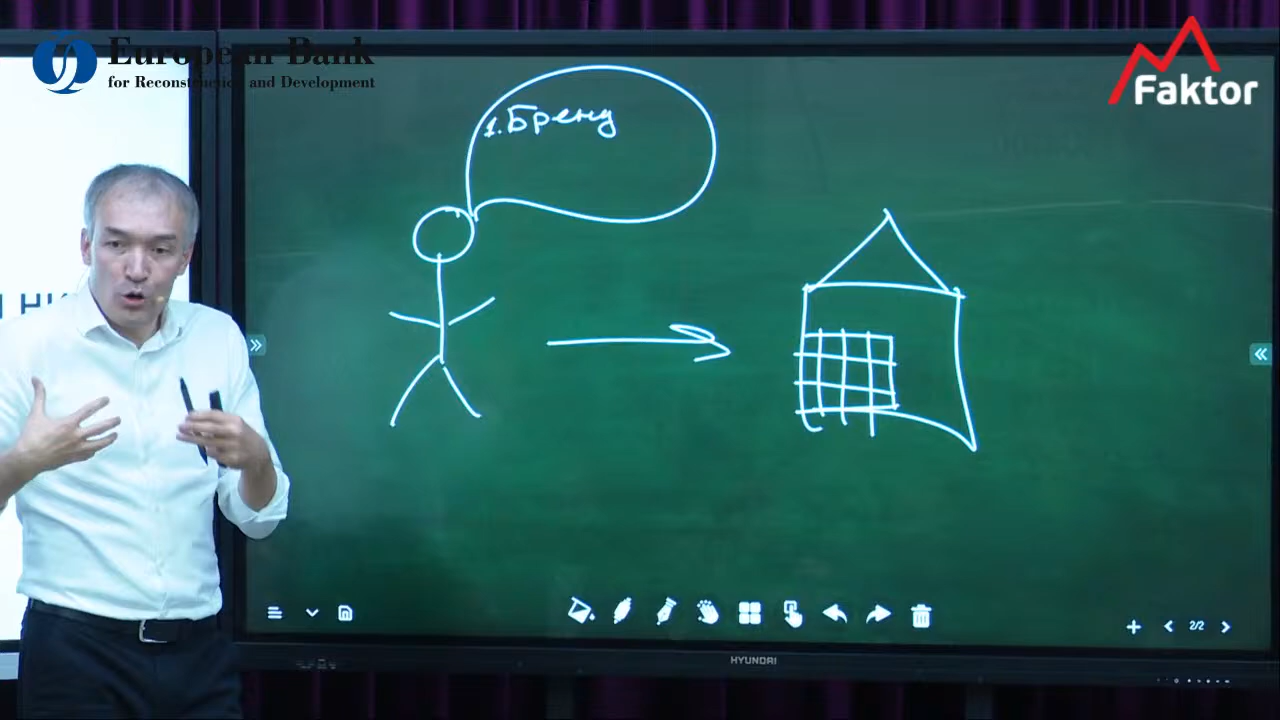 European Bank
for Reconstruction and Development
Faktor
1. Бренд
2/2
HYUNDAI